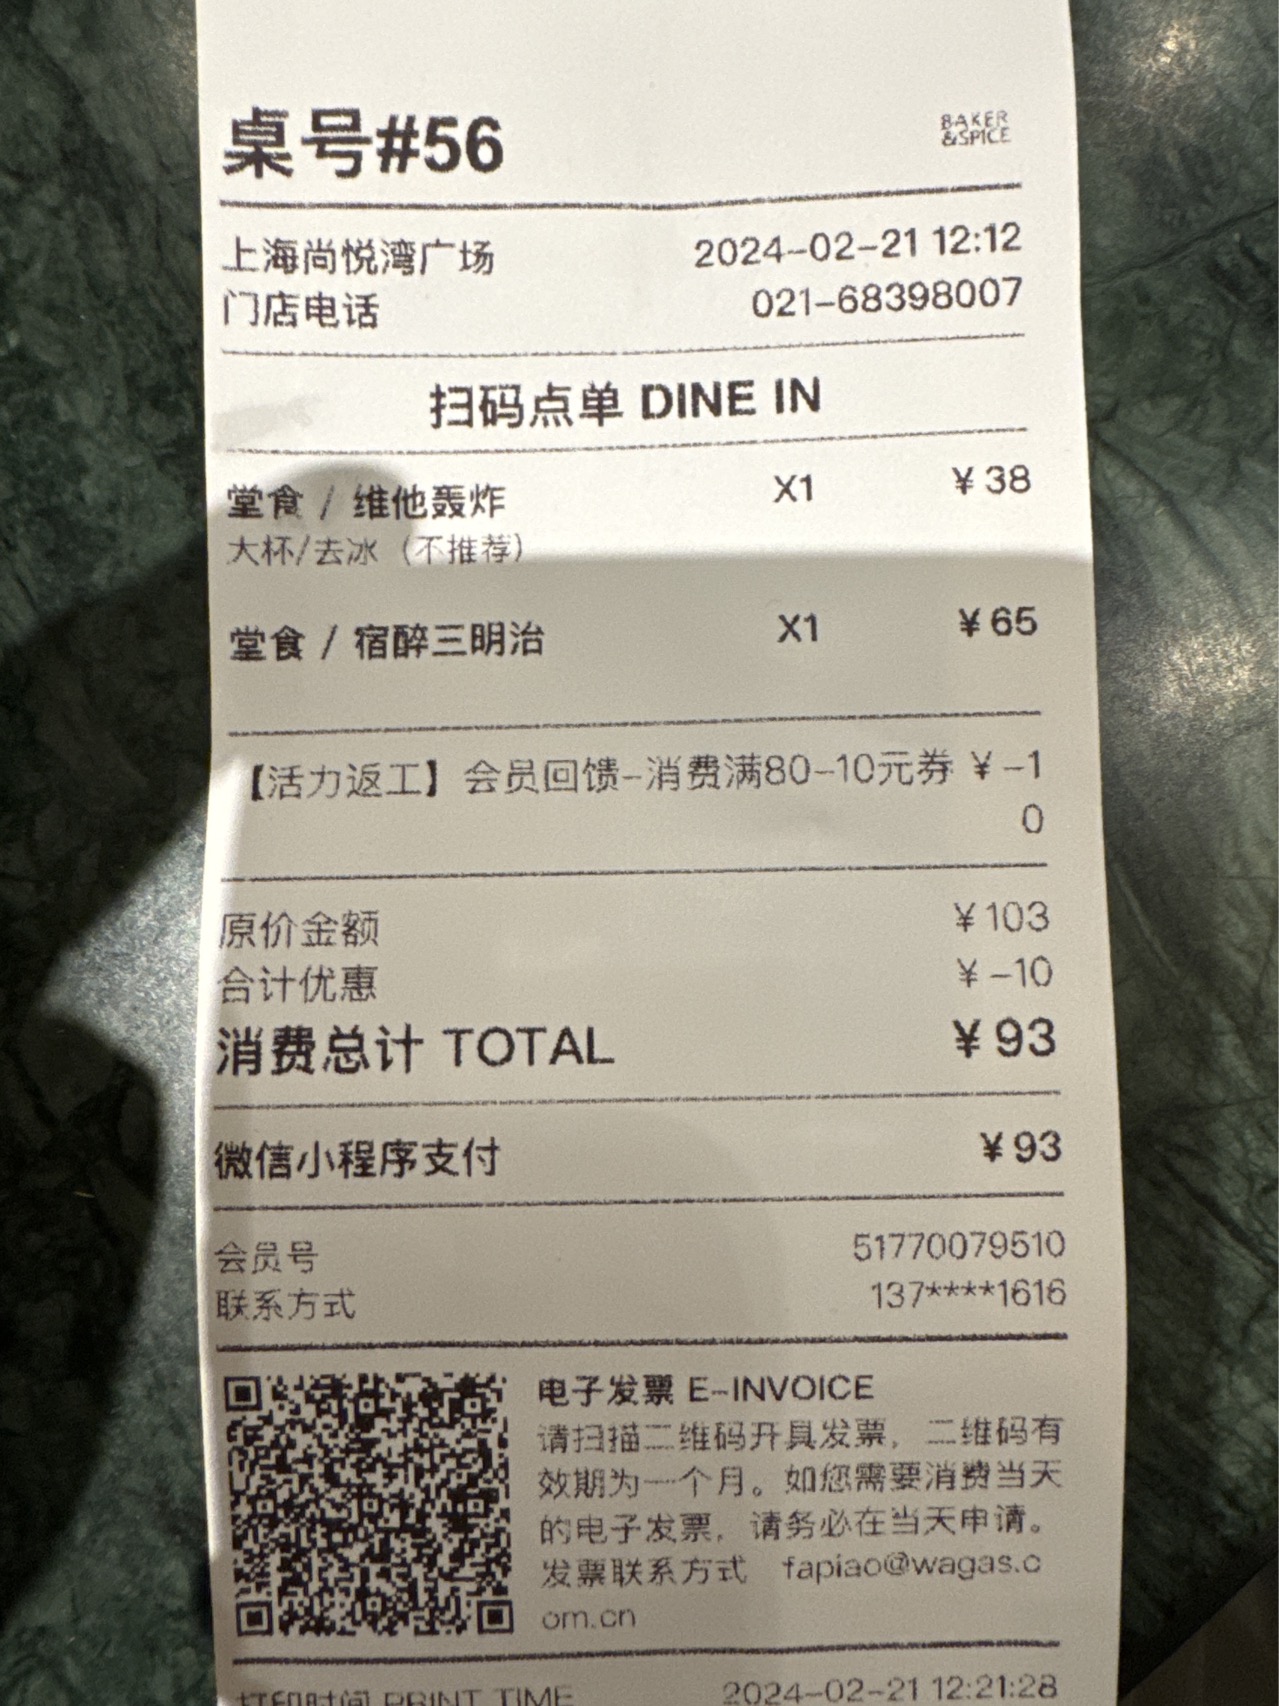 桌号#56
BAKER
&SPICE
上海尚悦湾广场 2024-02-21 12:12
门店电话 021-68398007
扫码点单 DINE IN
堂食 / 维他轰炸 X1 ¥38
大杯/去冰（不推荐）
堂食 / 宿醉三明治 X1 ¥65
【活力返工】会员回馈-消费满80-10元券 ¥-1
0
原价金额 ¥103
合计优惠 ¥-10
消费总计 TOTAL ¥93
微信小程序支付 ¥93
会员号 51770079510
联系方式 137****1616
电子发票 E-INVOICE
请扫描二维码开具发票，二维码有
效期为一个月。如您需要消费当天
的电子发票，请务必在当天申请。
发票联系方式 fapiao@wagas.c
om.cn
打印时间 PRINT TIME 2024-02-21 12:21:28